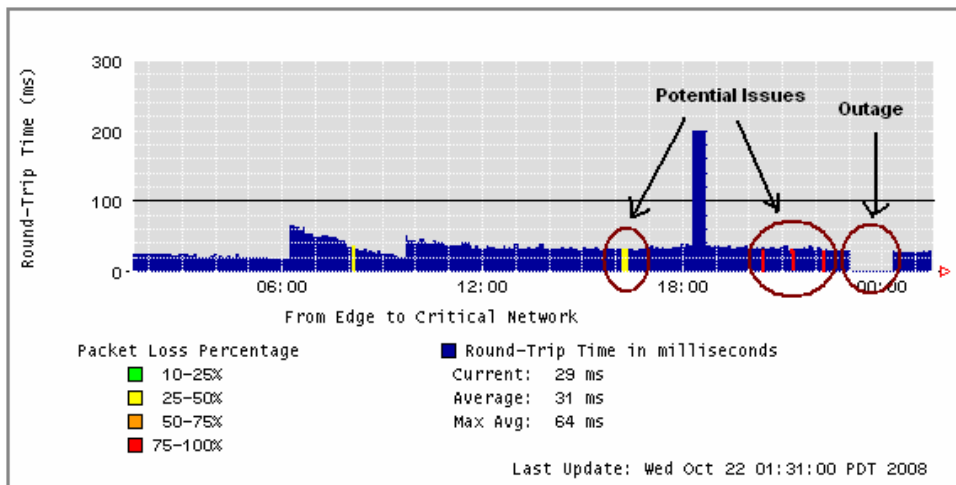 300
200
100
0
Round-Trip Time (ms)
Potential Issues
Outage
06:00
12:00
18:00
00:00
From Edge to Critical Network
Packet Loss Percentage
10-25%
25-50%
50-75%
75-100%
Round-Trip Time in milliseconds
Current: 29 ms
Average: 31 ms
Max Avg: 64 ms
Last Update: Wed Oct 22 01:31:00 PDT 2008